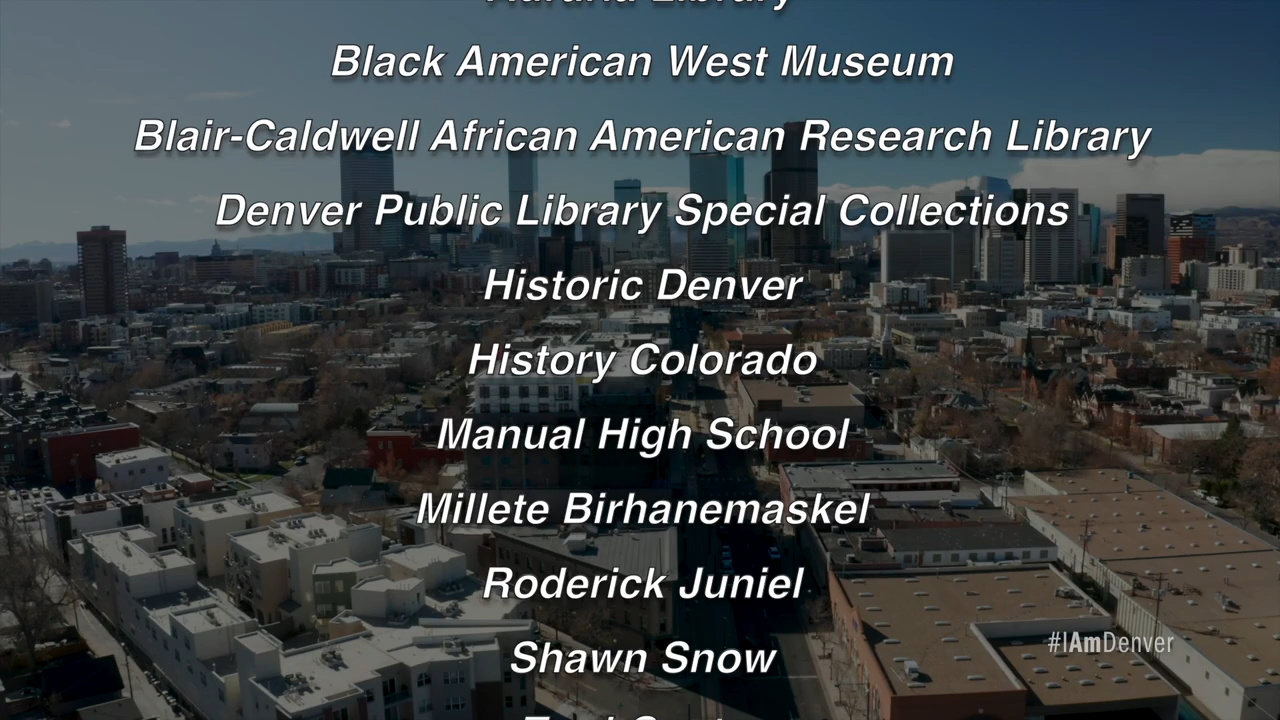 Library
Black American West Museum
Blair-Caldwell African American Research Library
Denver Public Library Special Collections
Historic Denver
History Colorado
Manual High School
Millete Birhanemaskel
Roderick Juniel
Shawn Snow
#IAmDenver